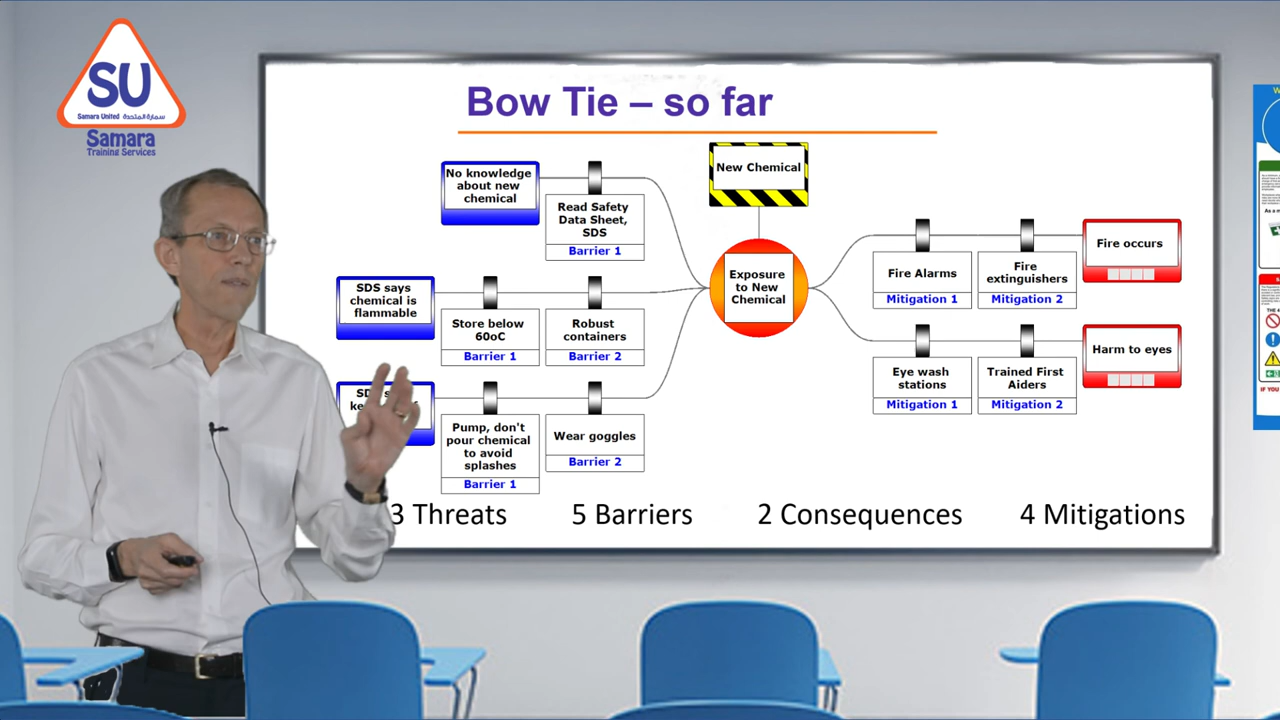 SU
Samara United سمارة المتحدة
Samara
Training Services
Bow Tie – so far
No knowledge
about new
chemical
Read Safety
Data Sheet,
SDS
Barrier 1
New Chemical
Exposure
to New
Chemical
SDS says
chemical is
flammable
Store below
60oC
Barrier 1
Robust
containers
Barrier 2
Pump, don't
pour chemical
to avoid
splashes
Barrier 1
Wear goggles
Barrier 2
Fire Alarms
Mitigation 1
Fire
extinguishers
Mitigation 2
Fire occurs
Eye wash
stations
Mitigation 1
Trained First
Aiders
Mitigation 2
Harm to eyes
3 Threats
5 Barriers
2 Consequences
4 Mitigations
IF YOU